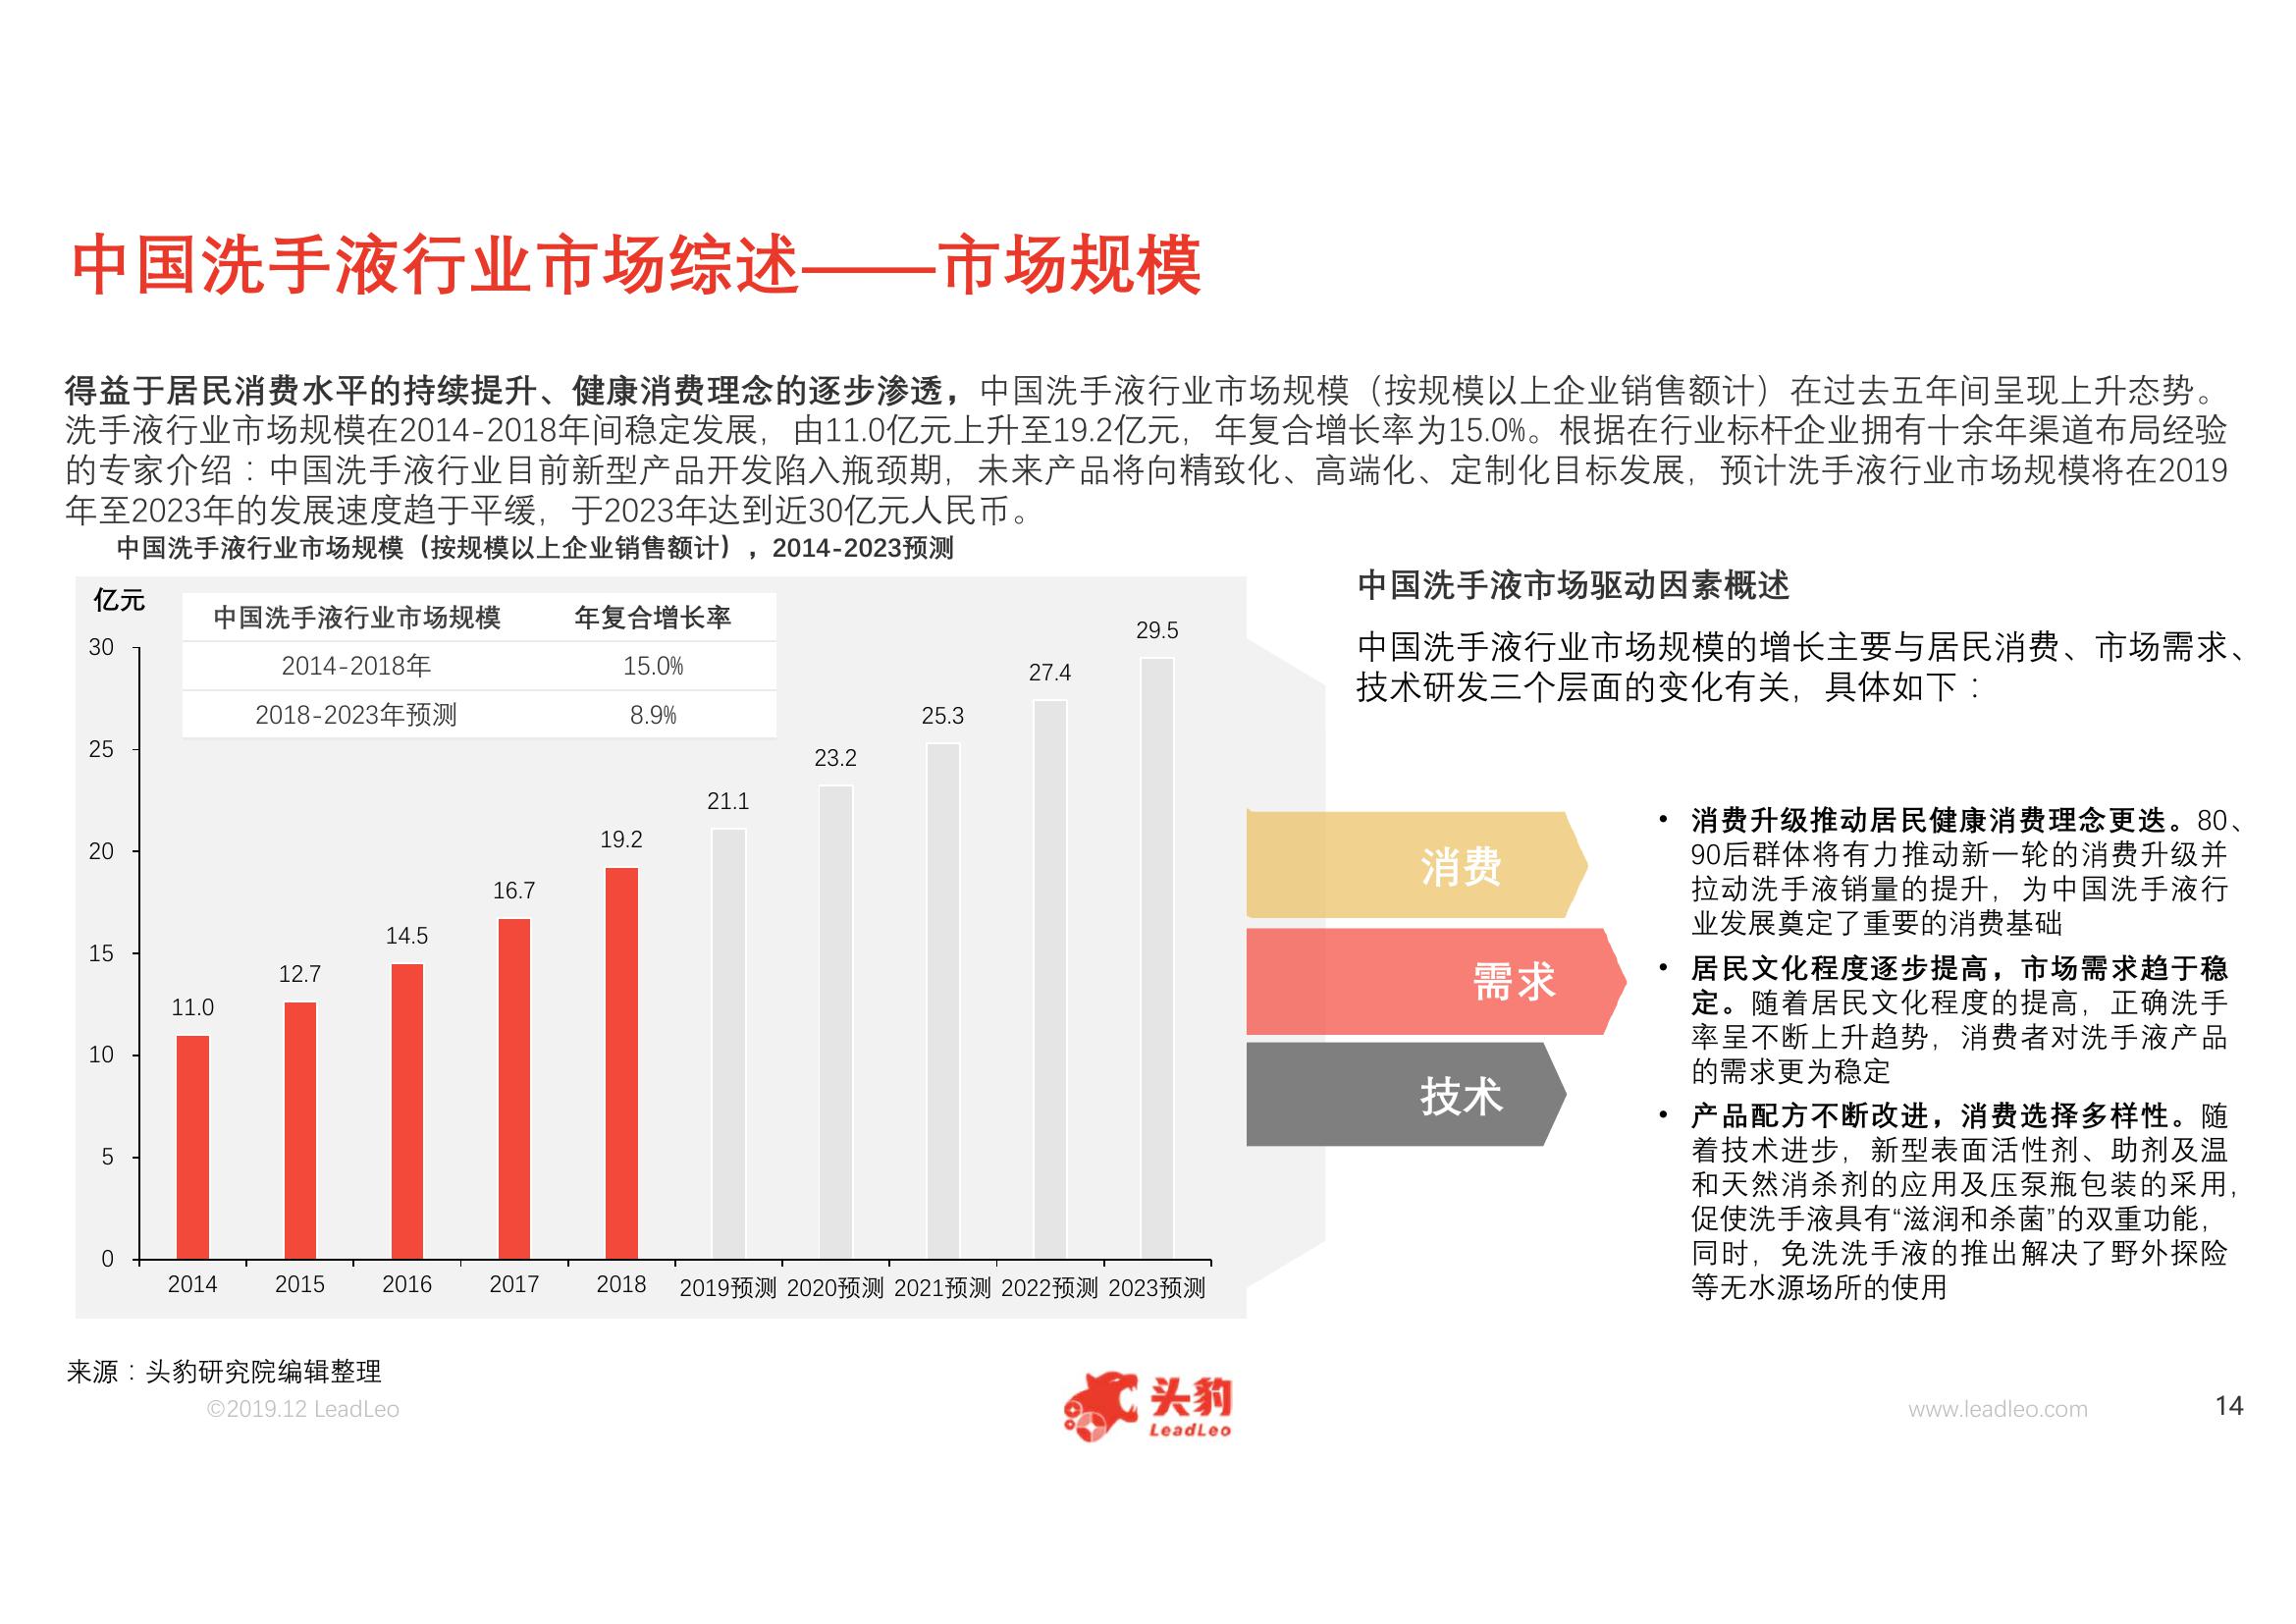 中国洗手液行业市场综述——市场规模
得益于居民消费水平的持续提升、健康消费理念的逐步渗透，中国洗手液行业市场规模（按规模以上企业销售额计）在过去五年间呈现上升态势。
洗手液行业市场规模在2014-2018年间稳定发展，由11.0亿元上升至19.2亿元，年复合增长率为15.0%。根据在行业标杆企业拥有十余年渠道布局经验
的专家介绍：中国洗手液行业目前新型产品开发陷入瓶颈期，未来产品将向精致化、高端化、定制化目标发展，预计洗手液行业市场规模将在2019
年至2023年的发展速度趋于平缓，于2023年达到近30亿元人民币。
中国洗手液行业市场规模（按规模以上企业销售额计），2014-2023预测
亿元
中国洗手液行业市场规模 年复合增长率
2014-2018年 15.0%
2018-2023年预测 8.9%
30
25
20
15
10
5
0
11.0
12.7
14.5
16.7
19.2
21.1
23.2
25.3
27.4
29.5
2014 2015 2016 2017 2018 2019预测 2020预测 2021预测 2022预测 2023预测
中国洗手液市场驱动因素概述
中国洗手液行业市场规模的增长主要与居民消费、市场需求、
技术研发三个层面的变化有关，具体如下：
消费
需求
技术
• 消费升级推动居民健康消费理念更迭。80、
90后群体将有力推动新一轮的消费升级并
拉动洗手液销量的提升，为中国洗手液行
业发展奠定了重要的消费基础
• 居民文化程度逐步提高，市场需求趋于稳
定。随着居民文化程度的提高，正确洗手
率呈不断上升趋势，消费者对洗手液产品
的需求更为稳定
• 产品配方不断改进，消费选择多样性。随
着技术进步，新型表面活性剂、助剂及温
和天然消杀剂的应用及压泵瓶包装的采用，
促使洗手液具有“滋润和杀菌”的双重功能，
同时，免洗洗手液的推出解决了野外探险
等无水源场所的使用
来源：头豹研究院编辑整理
©2019.12 LeadLeo
头豹
LeadLeo
www.leadleo.com
14